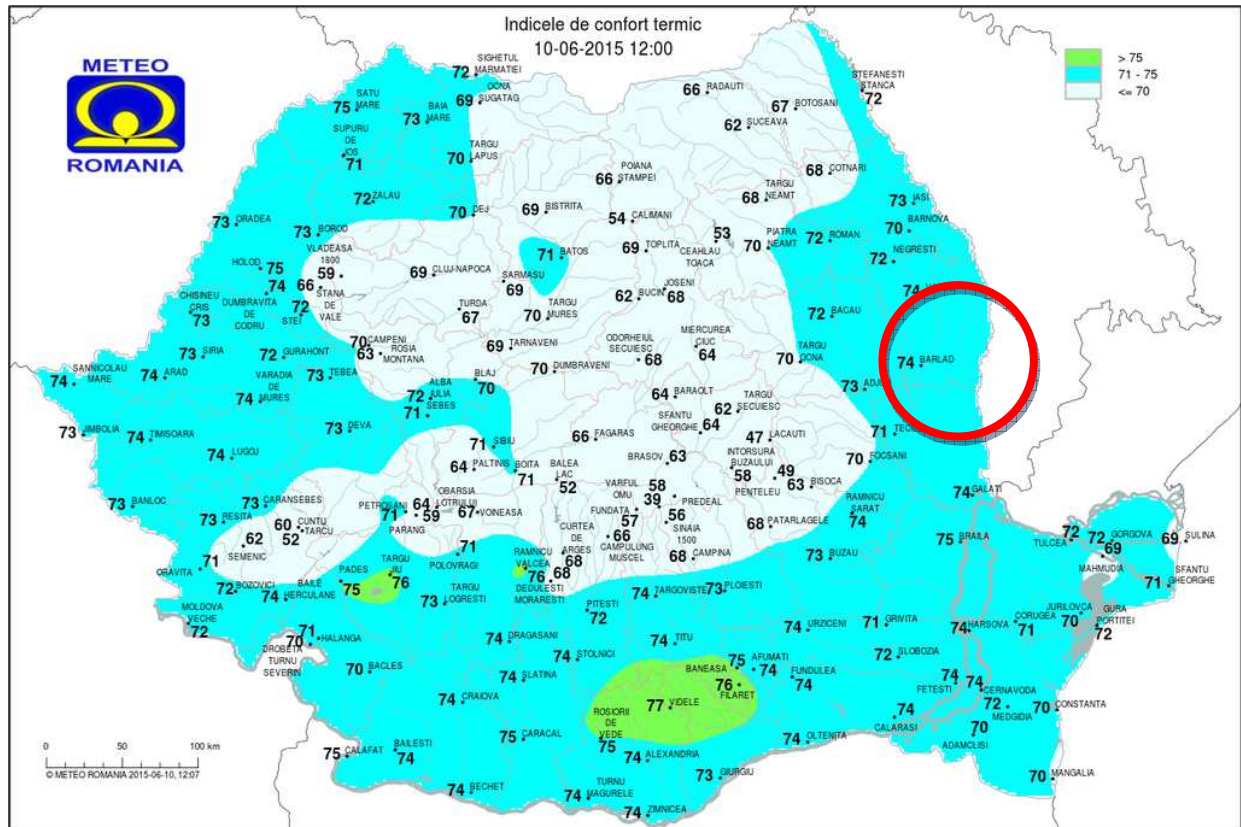 Indicele de confort termic
10-06-2015 12:00
METEO
ROMANIA
> 75
71 - 75
<= 70
72 SIGHETUL MARMATIEI
69 OCNA SUGATAG
75 SATU MARE
73 BAIA MARE
SUPURU DE JOS 71
70 TARGU LAPUS
72 ZALAU
70 DEJ
66 RADAUTI
67 BOTOSANI
62 SUCEAVA
STEFANESTI STANCA 72
68 COTNARI
66 POIANA STAMPEI
68 TARGU NEAMT
73 IASI
70 BARNOVA
69 BISTRITA
54 CALIMANI
53 CEAHLAU TOACA
70 PIATRA NEAMT
72 ROMAN
72 NEGRESTI
73 ORADEA
73 BOROD
VLADEASA 1800 59
71 BATOS
69 TOPLITA
HOLOD 75
66 STANA DE VALE
69 CLUJ-NAPOCA
SARMASU 69
62 BUCIN
JOSENI 68
74
74 DUMBRAVITA DE CODRU
CHISINEU CRIS 73
72 STEI
TURDA 67
70 TARGU MURES
72 BACAU
73 SIRIA
72 GURAHONT
70 CAMPENI
63 ROSIA MONTANA
69 TARNAVENI
ODORHEIUL SECUIESC 68
MIERCUREA CIUC 64
70 TARGU OCNA
74 BARLAD
SANNICOLAU MARE 74
74 ARAD
VARADIA DE MURES 74
73 TEBEA
72 ALBA IULIA
71 SEBES
BLAJ 70
70 DUMBRAVENI
64 BARAOLT
62 TARGU SECUIESC
73 ADJUD
73 JIMBOLIA
74 TIMISOARA
73 DEVA
71 SIBIU
66 FAGARAS
SFANTU GHEORGHE 64
47 LACAUTI
71
74 LUGOJ
64 PALTINIS
BOITA 71
BALEA LAC 52
BRASOV 63
INTORSURA BUZAULUI 58
49 PENTELEU
63 BISOCA
70 FOCSANI
73 BANLOC
73 CARANSEBES
73 RESITA
PETROSANI 71
64 OBARSIA LOTRULUI
59 PARANG
67 VOINEASA
VARFUL OMU 39
58 PREDEAL
FUNDATA 57
56 SINAIA 1500
68 PATARLAGELE
RAMNICU SARAT 74
74 GALATI
60 CUNTU
52 TARCU
62 SEMENIC
CURTEA DE ARGES 68
66 CAMPULUNG MUSCEL
68 CAMPINA
73 BUZAU
75 BRAILA
72 TULCEA
72 GORGOVA
69 MAHMUDIA
69 SULINA
71 SFANTU GHEORGHE
71 ORAVITA
72 BOZOVICI
74 BAILE HERCULANE
PADES 75
TARGU JIU 76
71 POLOVRAGI
RAMNICU VALCEA 76
68 DEDULESTI MORARESTI
73 TARGU LOGRESTI
74 TARGOVISTE
73 PLOIESTI
PITESTI 72
MOLDOVA VECHE 72
71 HALANGA
70 DROBETA TURNU SEVERIN
74 DRAGASANI
74 STOLNICI
74 TITU
74 URZICENI
71 GRIVITA
74 HARSOVA
CORUGEA 71
JURILOVCA 70
GURA PORTITEI 72
70 BACLES
74 SLATINA
74 CRAIOVA
BANEASA 75
AFUMATI 74
76 FILARET
FUNDULEA 74
72 SLOBOZIA
74 FETESTI
74 CERNAVODA
72 MEDGIDIA
70 CONSTANTA
77 VIDELE
ROSIORII DE VEDE 75
74 CALARASI
70 ADAMCLISI
75 CALAFAT
BAILESTI 74
75 CARACAL
74 ALEXANDRIA
74 OLTENITA
73 GIURGIU
70 MANGALIA
74 BECHET
TURNU MAGURELE 74
74 ZIMNICEA
0 50 100 km
© METEO ROMANIA 2015-06-10, 12:07